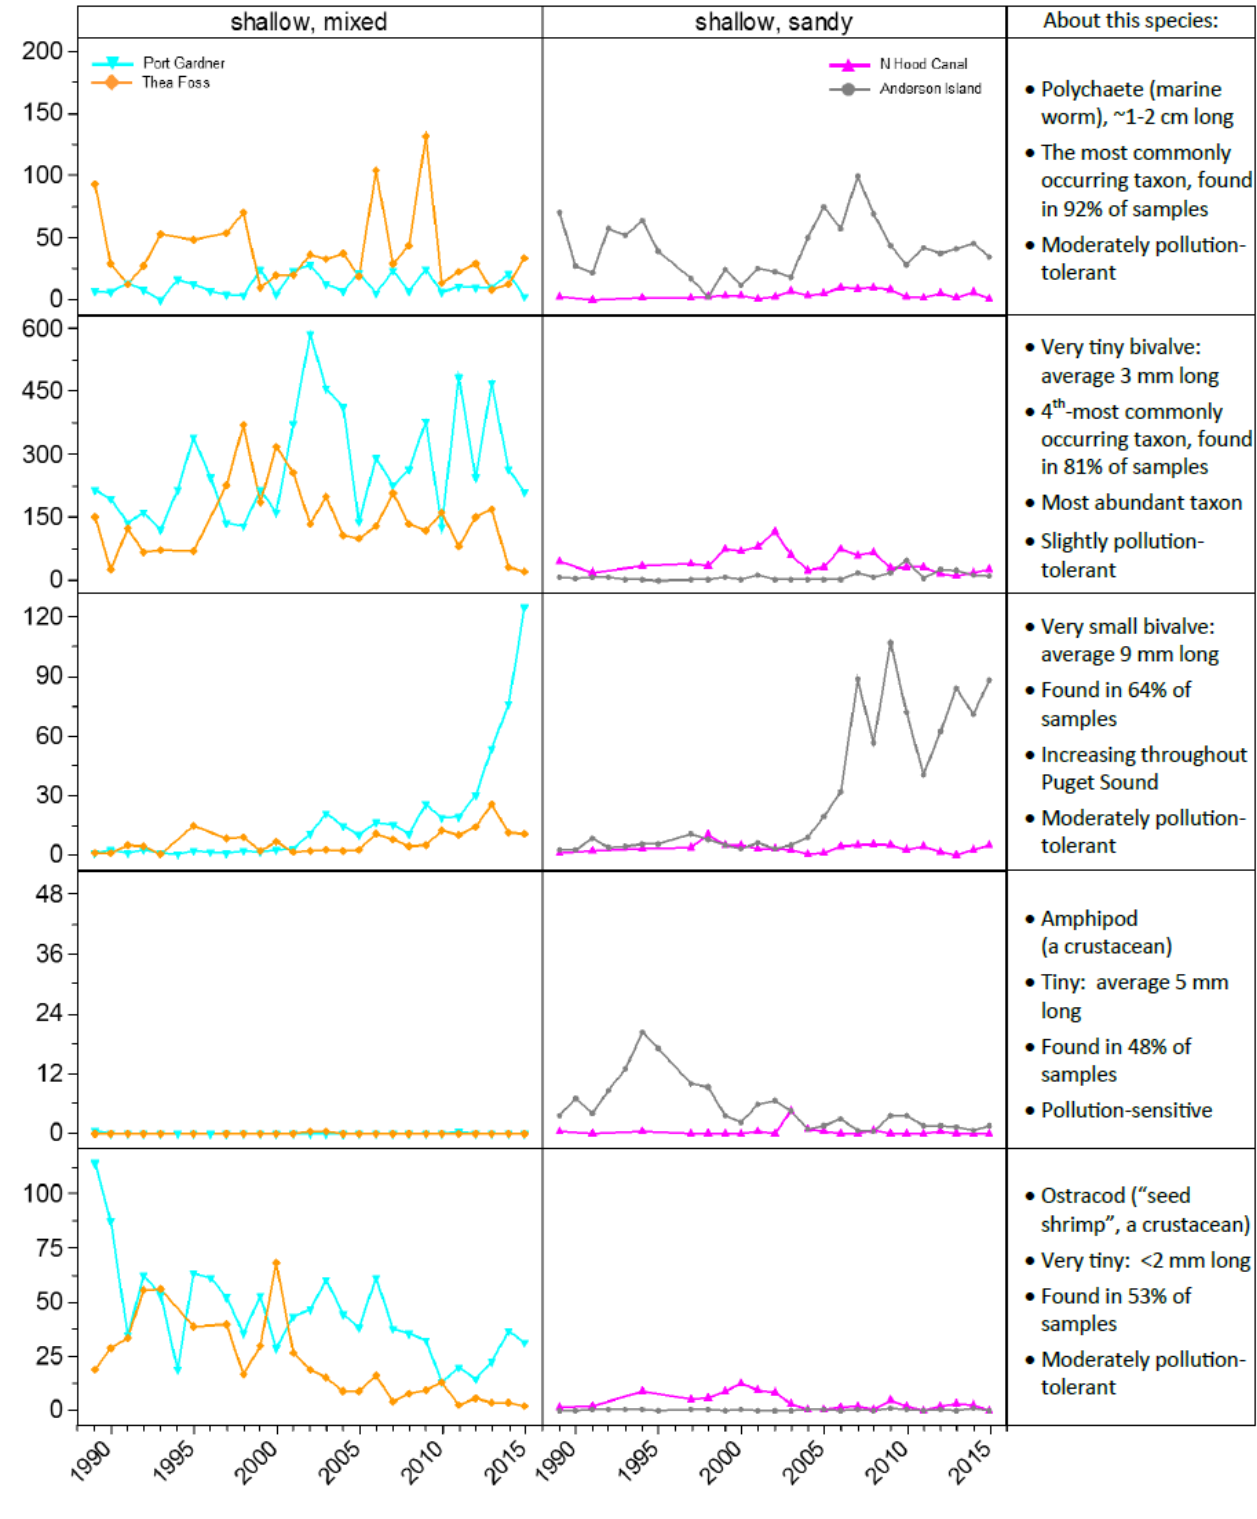 shallow, mixed
shallow, sandy
About this species:
200
150
100
50
0
Port Gardner
Thea Foss
N Hood Canal
Anderson Island
• Polychaete (marine
worm), ~1-2 cm long
• The most commonly
occurring taxon, found
in 92% of samples
• Moderately pollution-
tolerant
600
450
300
150
0
• Very tiny bivalve:
average 3 mm long
• 4th-most commonly
occurring taxon, found
in 81% of samples
• Most abundant taxon
• Slightly pollution-
tolerant
120
90
60
30
0
• Very small bivalve:
average 9 mm long
• Found in 64% of
samples
• Increasing throughout
Puget Sound
• Moderately pollution-
tolerant
48
36
24
12
0
• Amphipod
(a crustacean)
• Tiny: average 5 mm
long
• Found in 48% of
samples
• Pollution-sensitive
100
75
50
25
0
• Ostracod (“seed
shrimp”, a crustacean)
• Very tiny: <2 mm long
• Found in 53% of
samples
• Moderately pollution-
tolerant
1990 1995 2000 2005 2010 2015
1990 1995 2000 2005 2010 2015